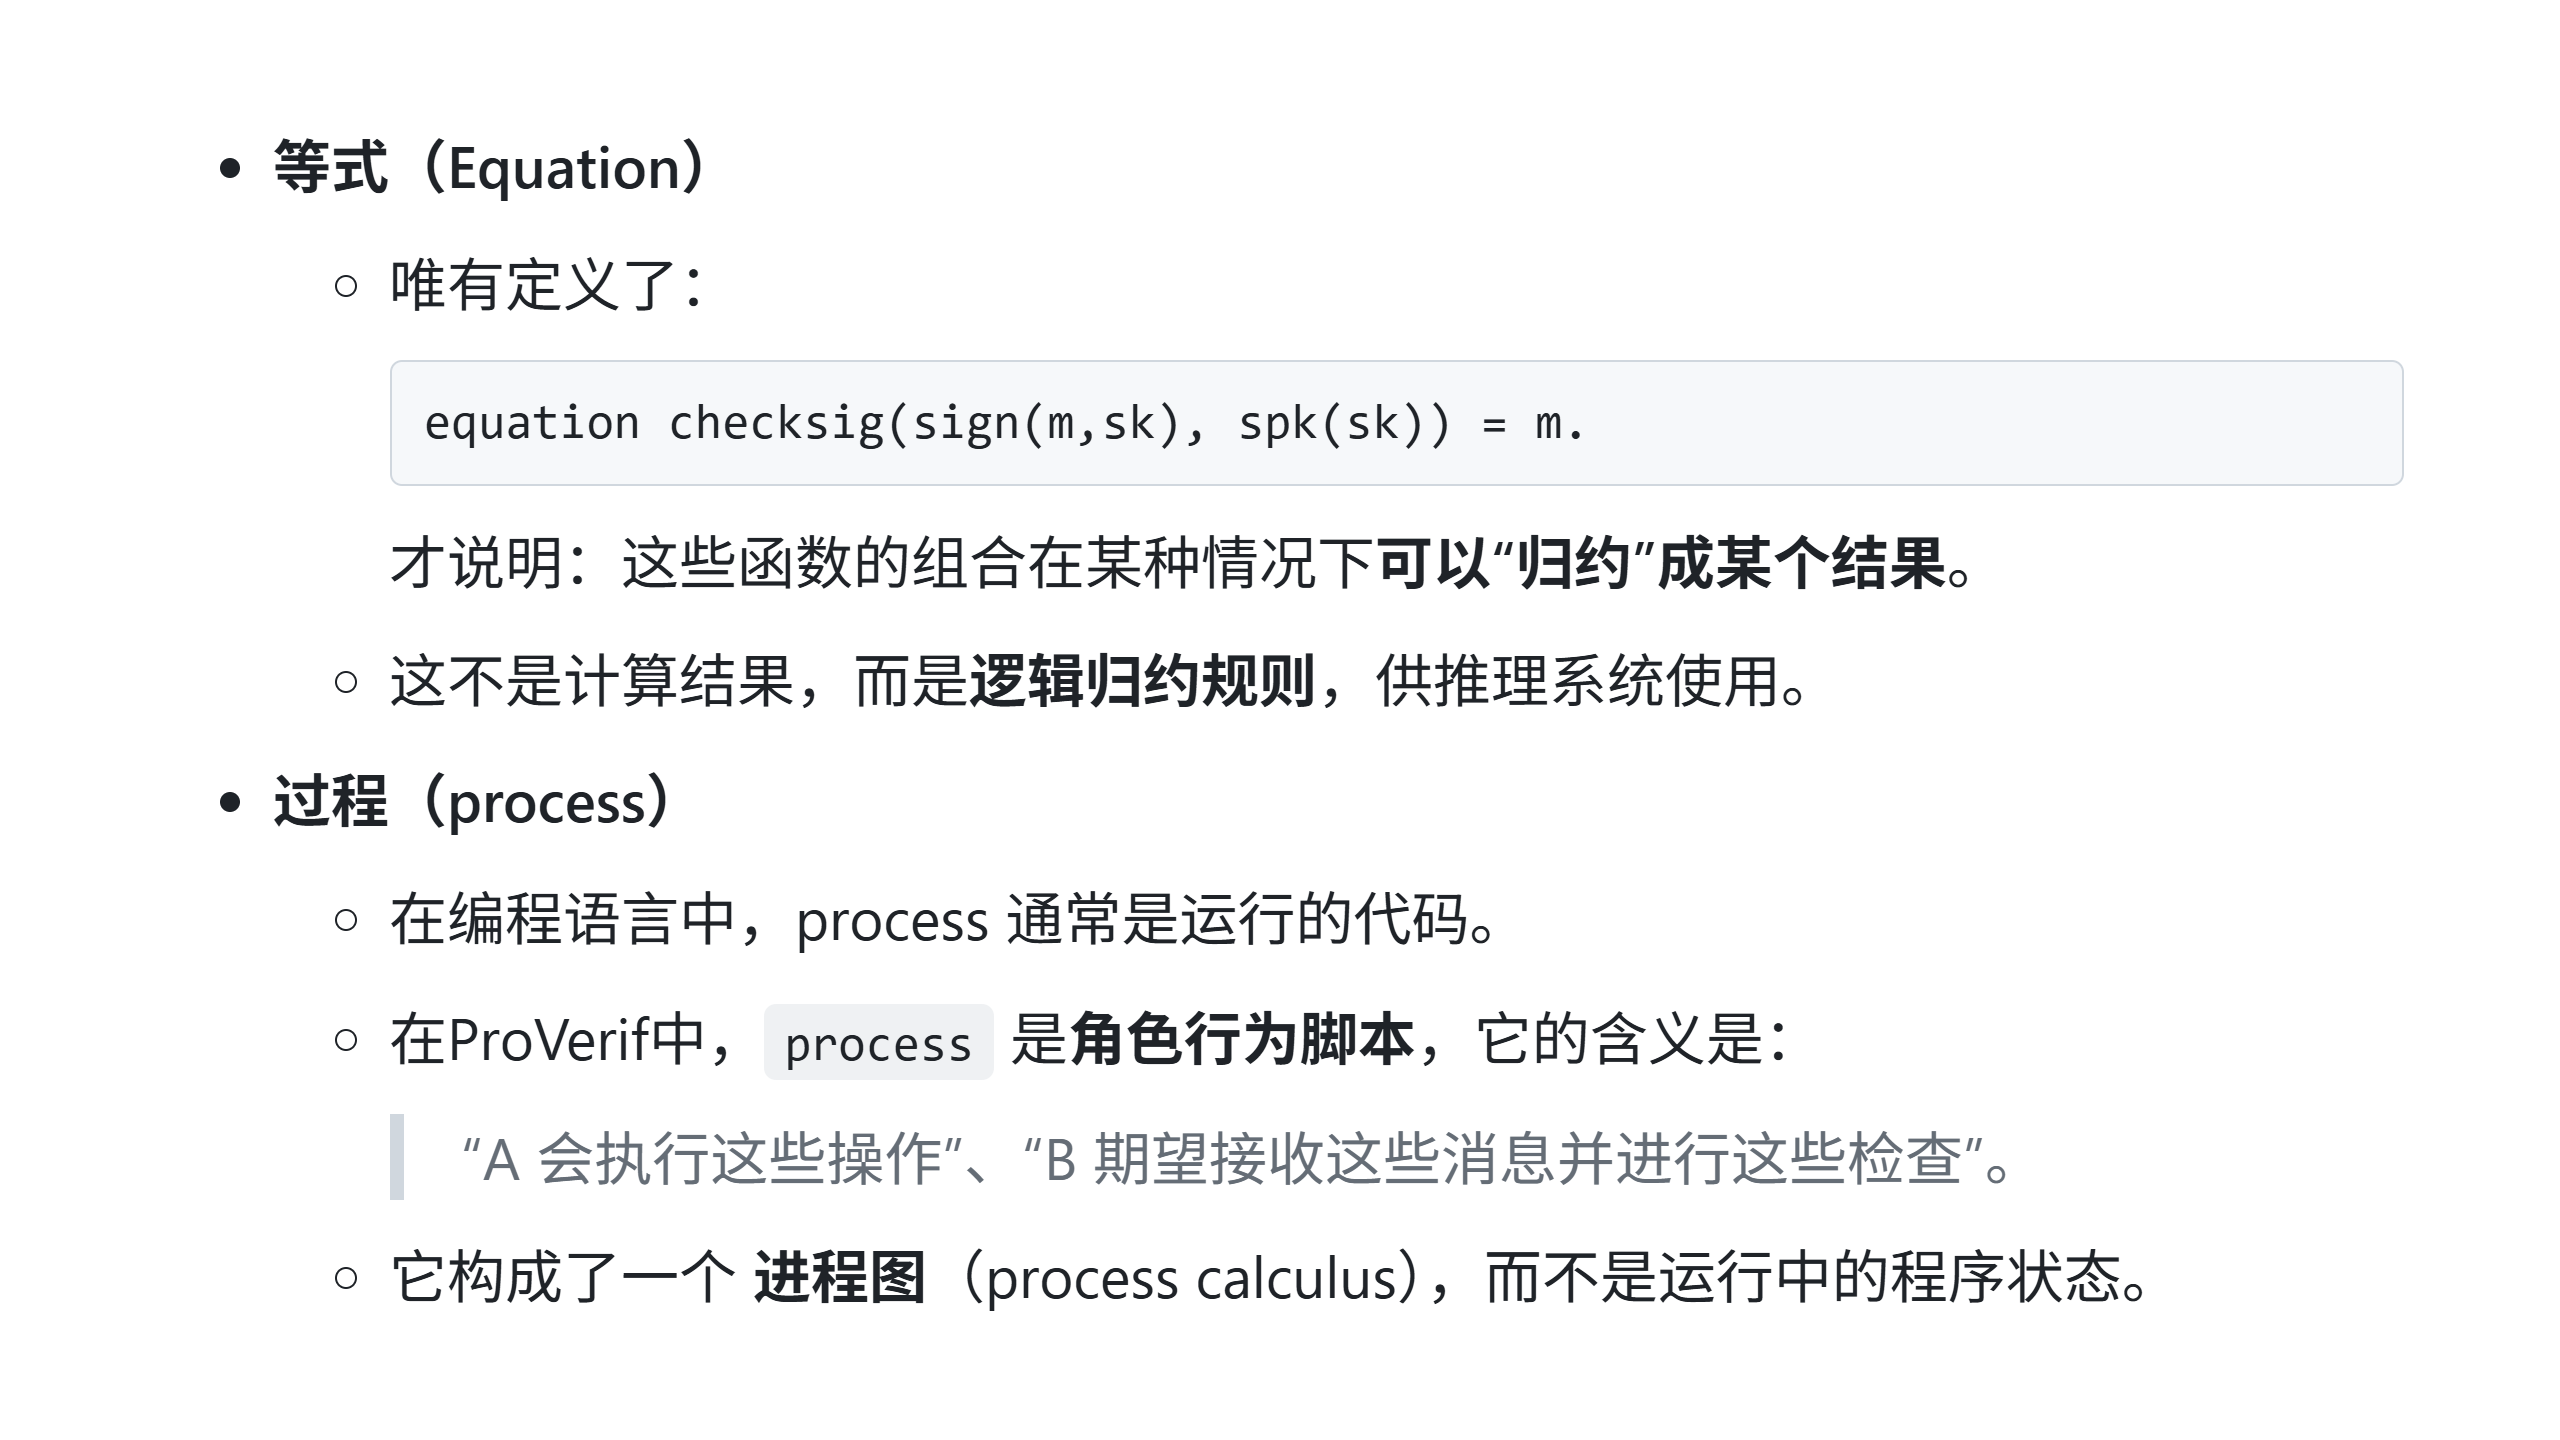 等式（Equation）
唯有定义了：
equation checksig(sign(m,sk), spk(sk)) = m.
才说明：这些函数的组合在某种情况下可以“归约”成某个结果。
这不是计算结果，而是逻辑归约规则，供推理系统使用。
过程（process）
在编程语言中，process 通常是运行的代码。
在ProVerif中， process 是角色行为脚本，它的含义是：
“A 会执行这些操作”、“B 期望接收这些消息并进行这些检查”。
它构成了一个 进程图（process calculus），而不是运行中的程序状态。